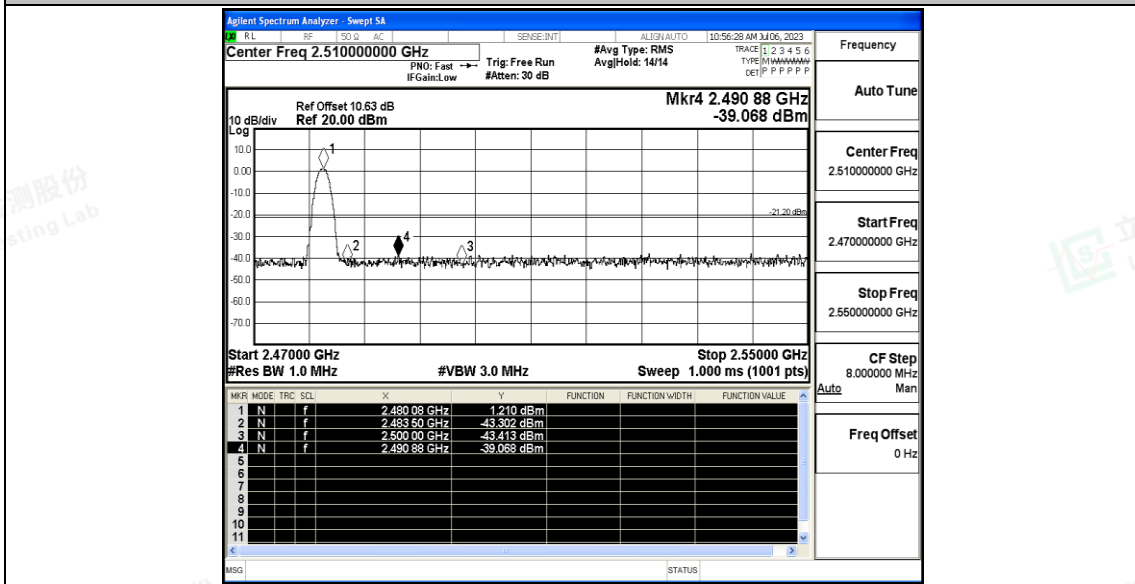 Agilent Spectrum Analyzer - Swept SA
RL RF 50 Ω AC SENSE:INT ALIGN AUTO 10:56:28 AM Jul 06, 2023
Center Freq 2.510000000 GHz
PNO: Fast
IFGain:Low
Trig: Free Run
#Atten: 30 dB
#Avg Type: RMS
Avg|Hold: 14/14
TRACE 1 2 3 4 5 6
TYPE M W W W W W
DET P P P P P P
Ref Offset 10.63 dB
Ref 20.00 dBm
10 dB/div
Log
Mkr4 2.490 88 GHz
-39.068 dBm
10.0
0.00
-10.0
-20.0
-30.0
-40.0
-50.0
-60.0
-70.0
1
2
4
3
-21.20 dBm
Start 2.47000 GHz Stop 2.55000 GHz
#Res BW 1.0 MHz #VBW 3.0 MHz Sweep 1.000 ms (1001 pts)
MKR MODE TRC SCL X Y FUNCTION FUNCTION WIDTH FUNCTION VALUE
1 N f 2.480 08 GHz 1.210 dBm
2 N f 2.483 50 GHz -43.302 dBm
3 N f 2.500 00 GHz -43.413 dBm
4 N f 2.490 88 GHz -39.068 dBm
5
6
7
8
9
10
11
MSG STATUS
Frequency
Auto Tune
Center Freq
2.510000000 GHz
Start Freq
2.470000000 GHz
Stop Freq
2.550000000 GHz
CF Step
8.000000 MHz
Auto Man
Freq Offset
0 Hz
测股份
sting Lab
立